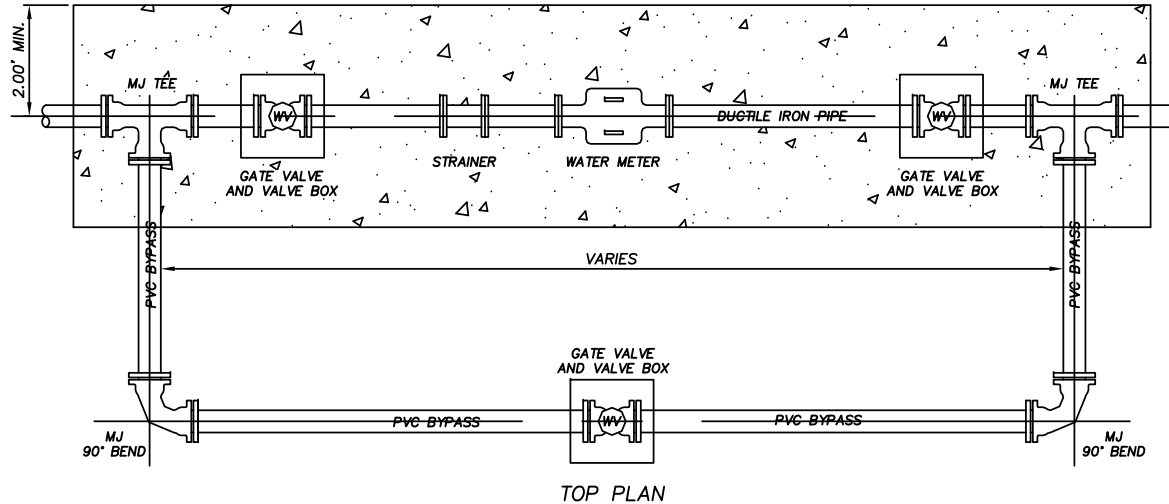 2.00' MIN.
MJ TEE
MJ TEE
WV
WV
DUCTILE IRON PIPE
STRAINER
WATER METER
GATE VALVE
AND VALVE BOX
GATE VALVE
AND VALVE BOX
PVC BYPASS
VARIES
PVC BYPASS
GATE VALVE
AND VALVE BOX
PVC BYPASS
WV
PVC BYPASS
MJ
90° BEND
MJ
90° BEND
TOP PLAN